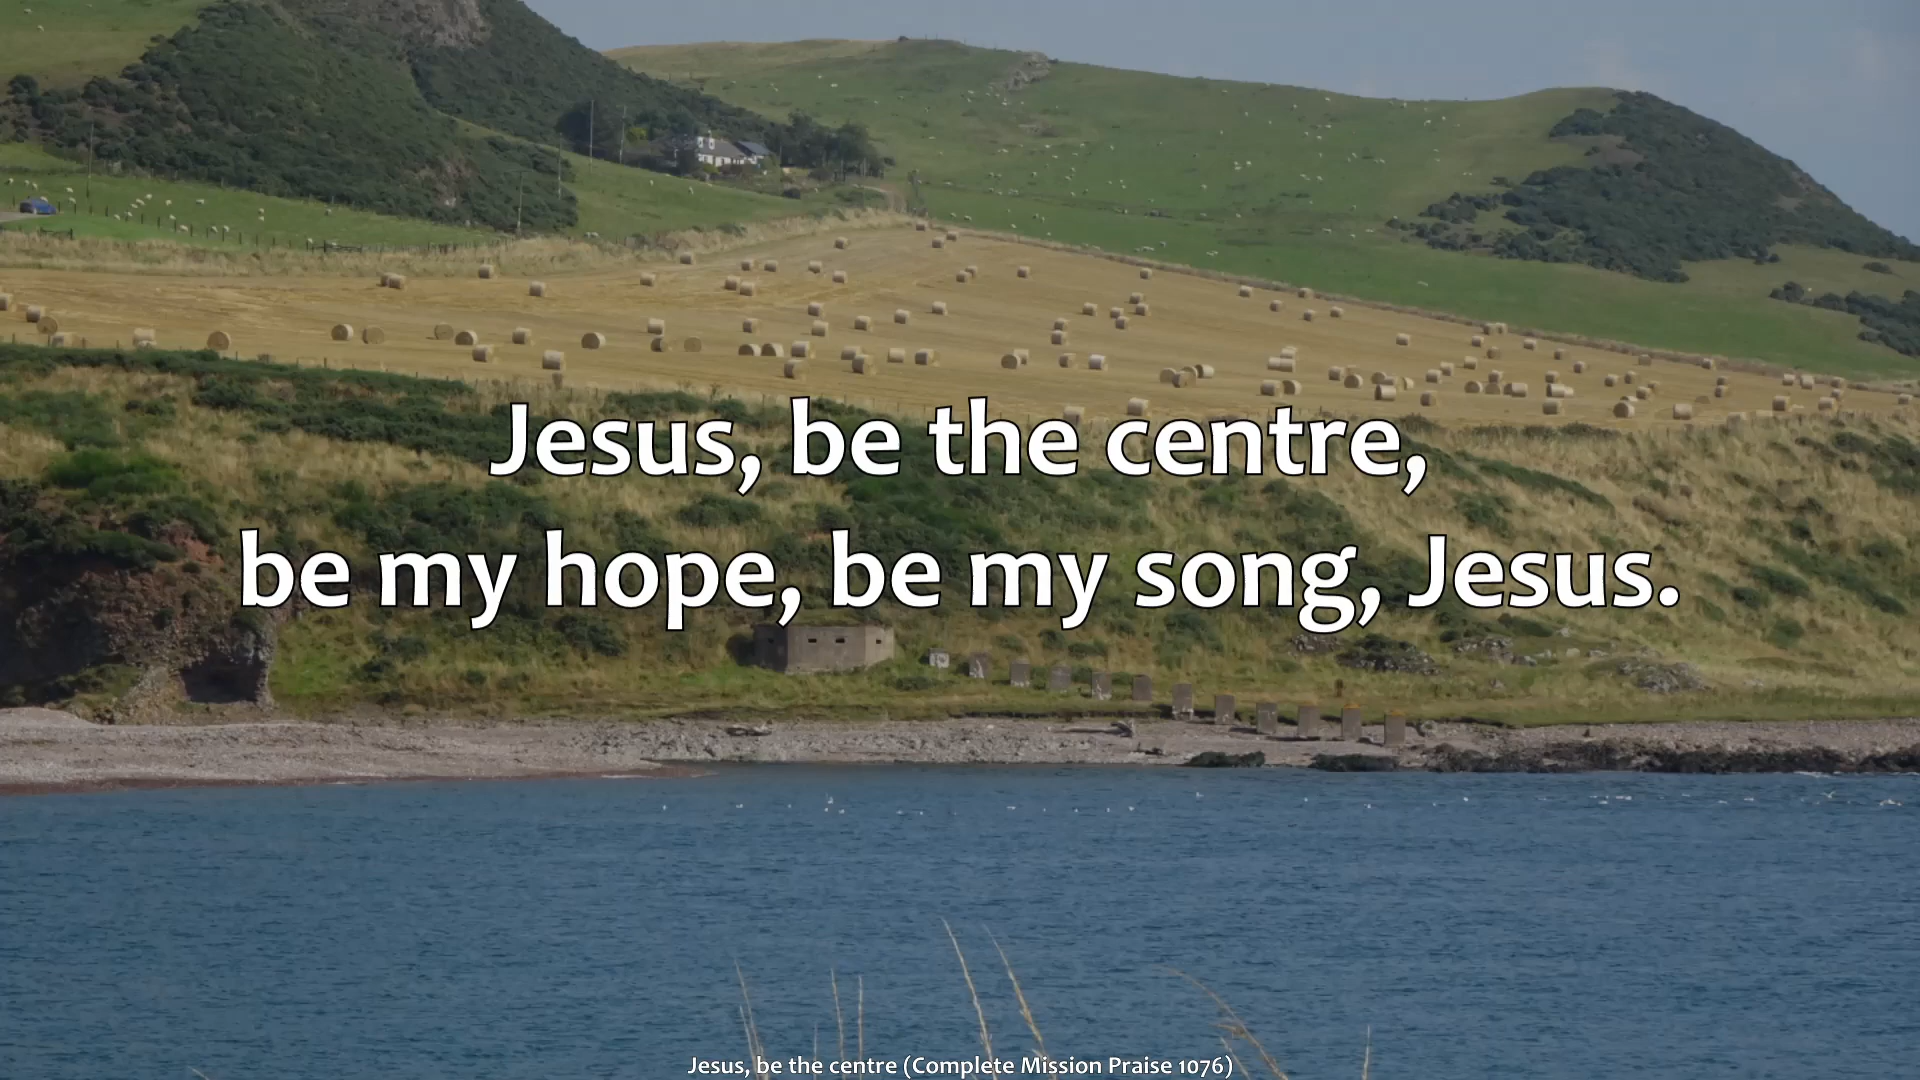 Jesus, be the centre,
be my hope, be my song, Jesus.
Jesus, be the centre (Complete Mission Praise 1076)